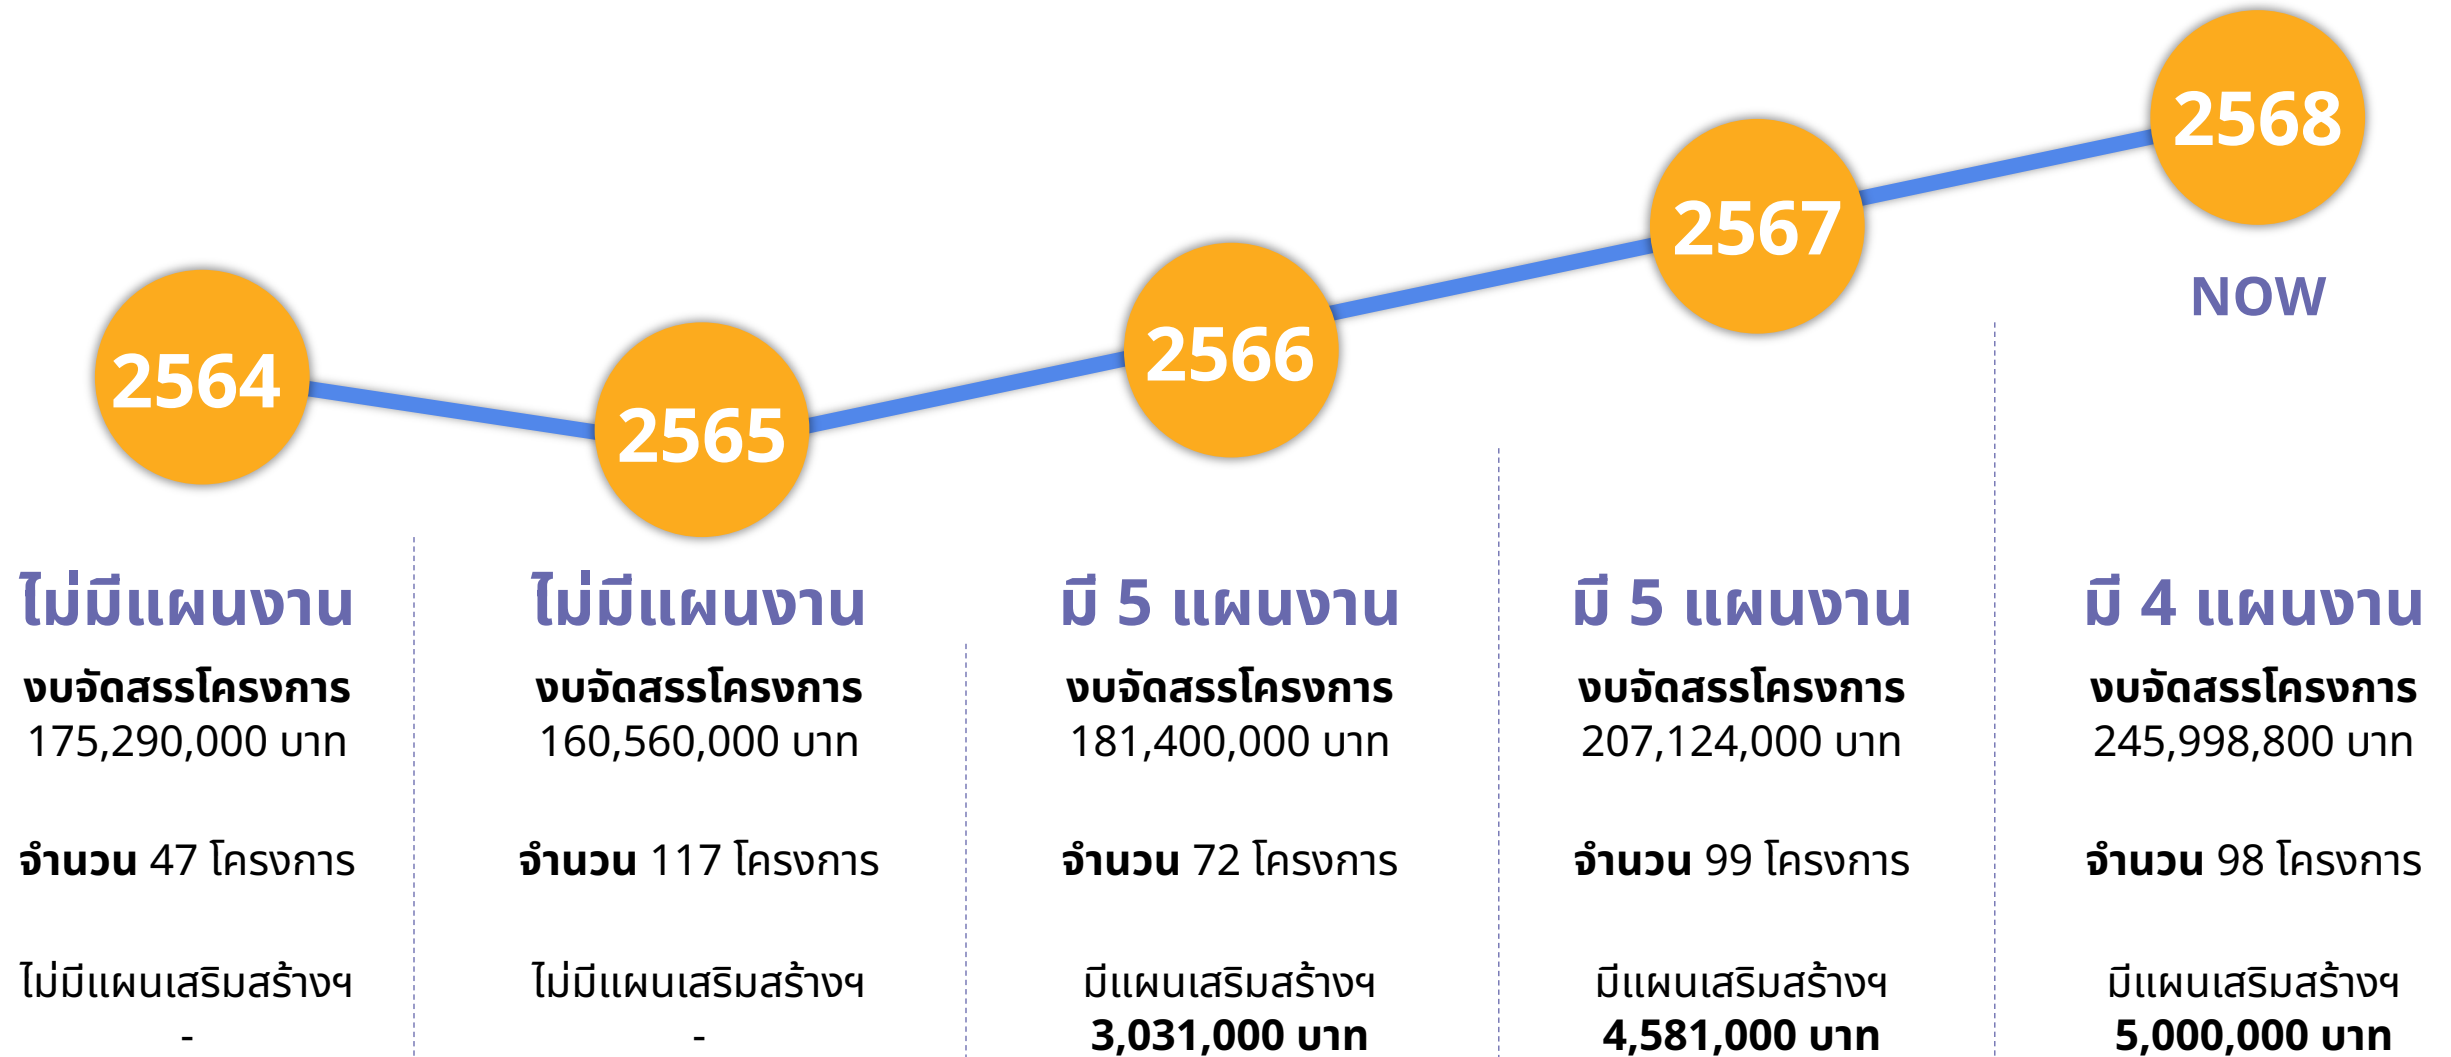 2564
ไม่มีแผนงาน
งบจัดสรรโครงการ
175,290,000 บาท
จำนวน 47 โครงการ
ไม่มีแผนเสริมสร้างฯ
-
2565
ไม่มีแผนงาน
งบจัดสรรโครงการ
160,560,000 บาท
จำนวน 117 โครงการ
ไม่มีแผนเสริมสร้างฯ
-
2566
มี 5 แผนงาน
งบจัดสรรโครงการ
181,400,000 บาท
จำนวน 72 โครงการ
มีแผนเสริมสร้างฯ
3,031,000 บาท
2567
มี 5 แผนงาน
งบจัดสรรโครงการ
207,124,000 บาท
จำนวน 99 โครงการ
มีแผนเสริมสร้างฯ
4,581,000 บาท
2568
NOW
มี 4 แผนงาน
งบจัดสรรโครงการ
245,998,800 บาท
จำนวน 98 โครงการ
มีแผนเสริมสร้างฯ
5,000,000 บาท